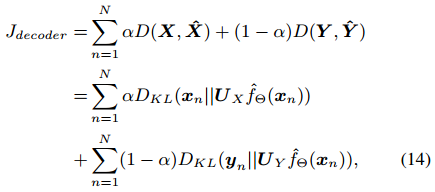 J_{decoder} = \sum_{n=1}^{N} \alpha D(\boldsymbol{X}, \hat{\boldsymbol{X}}) + (1 - \alpha) D(\boldsymbol{Y}, \hat{\boldsymbol{Y}})
= \sum_{n=1}^{N} \alpha D_{KL}(\boldsymbol{x}_n || \boldsymbol{U}_X \hat{f}_{\Theta}(\boldsymbol{x}_n))
+ \sum_{n=1}^{N} (1 - \alpha) D_{KL}(\boldsymbol{y}_n || \boldsymbol{U}_Y \hat{f}_{\Theta}(\boldsymbol{x}_n)), (14)